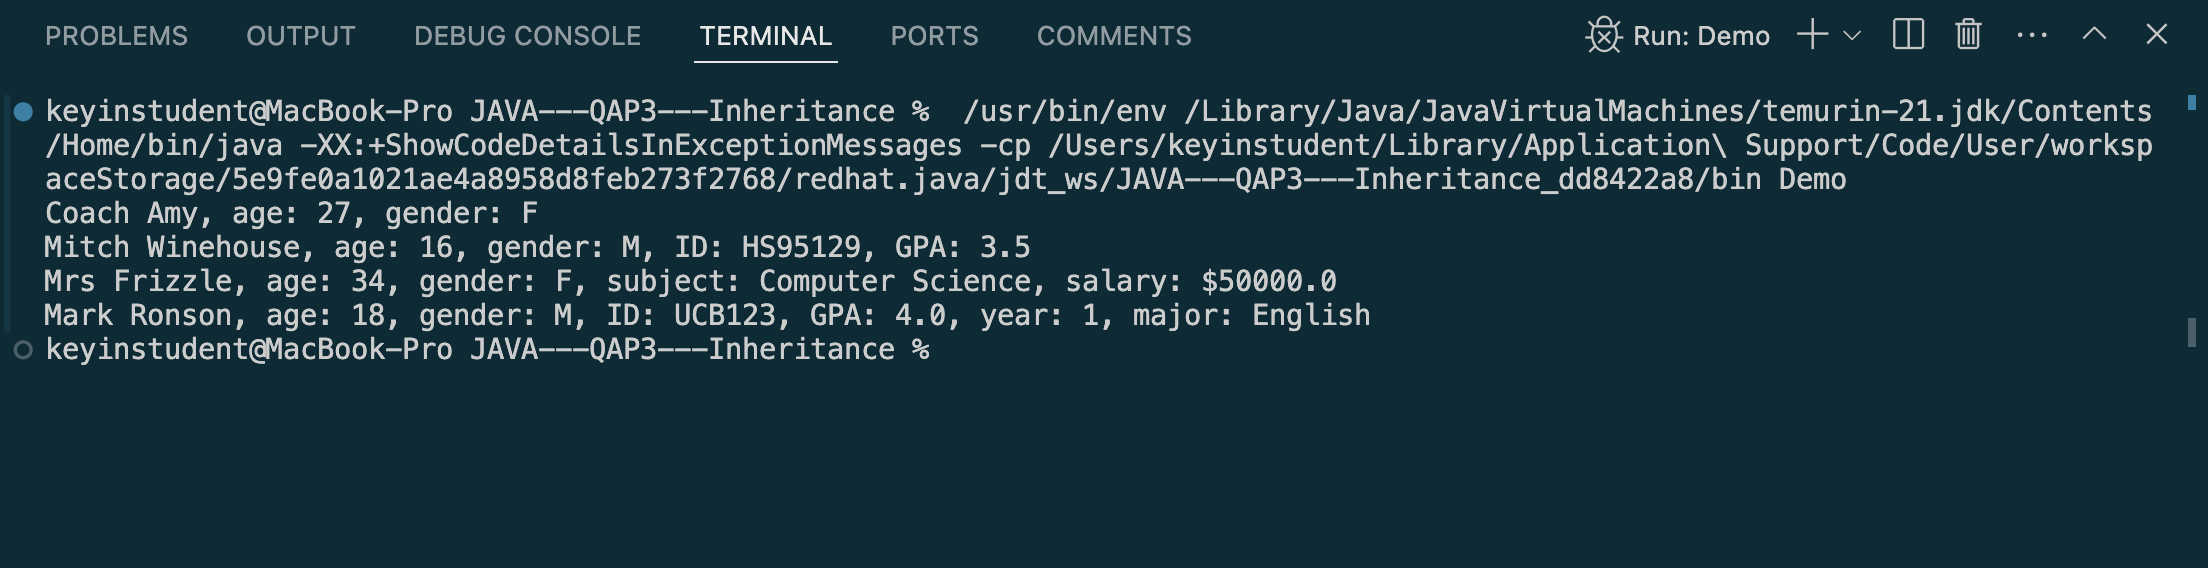 PROBLEMS OUTPUT DEBUG CONSOLE TERMINAL PORTS COMMENTS Run: Demo
keyinstudent@MacBook-Pro JAVA---QAP3---Inheritance %  /usr/bin/env /Library/Java/JavaVirtualMachines/temurin-21.jdk/Contents
/Home/bin/java -XX:+ShowCodeDetailsInExceptionMessages -cp /Users/keyinstudent/Library/Application\ Support/Code/User/worksp
aceStorage/5e9fe0a1021ae4a8958d8feb273f2768/redhat.java/jdt_ws/JAVA---QAP3---Inheritance_dd8422a8/bin Demo
Coach Amy, age: 27, gender: F
Mitch Winehouse, age: 16, gender: M, ID: HS95129, GPA: 3.5
Mrs Frizzle, age: 34, gender: F, subject: Computer Science, salary: $50000.0
Mark Ronson, age: 18, gender: M, ID: UCB123, GPA: 4.0, year: 1, major: English
keyinstudent@MacBook-Pro JAVA---QAP3---Inheritance %